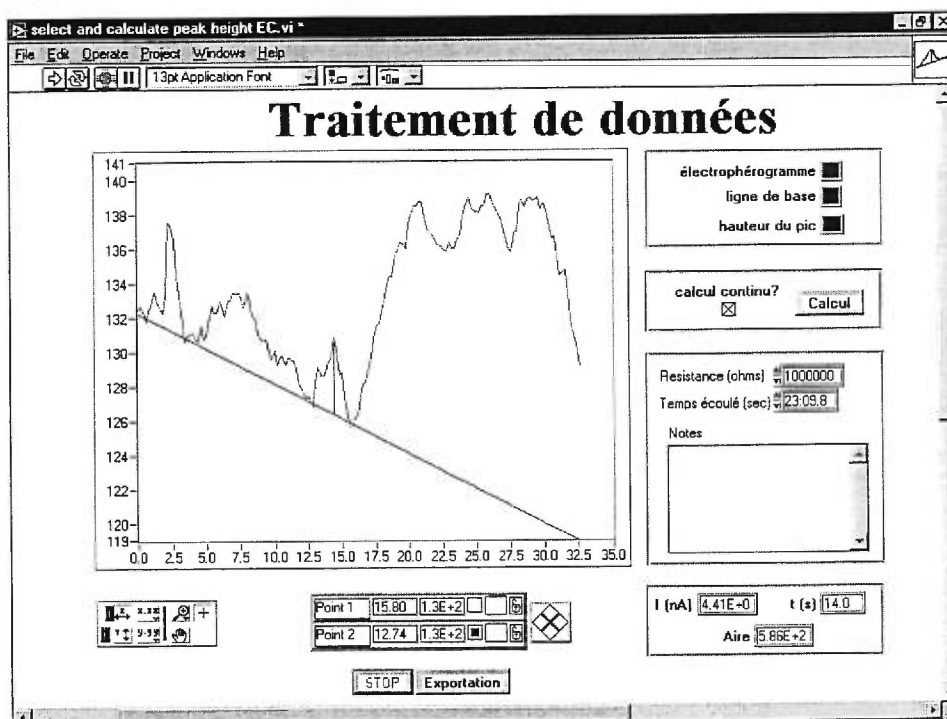 select and calculate peak height EC.vi *
File Edit Operate Project Windows Help
13pt Application Font
Traitement de données
141
140
138
136
134
132
130
128
126
124
122
120
119
0.0 2.5 5.0 7.5 10.0 12.5 15.0 17.5 20.0 22.5 25.0 27.5 30.0 32.5 35.0
électrophérogramme
ligne de base
hauteur du pic
calcul continu?
Calcul
Resistance (ohms) 1000000
Temps écoulé (sec) 23:09.8
Notes
Point 1 15.80 1.3E+2
Point 2 12.74 1.3E+2
I (nA) 4.41E+0 t (s) 14.0
Aire 5.86E+2
STOP Exportation